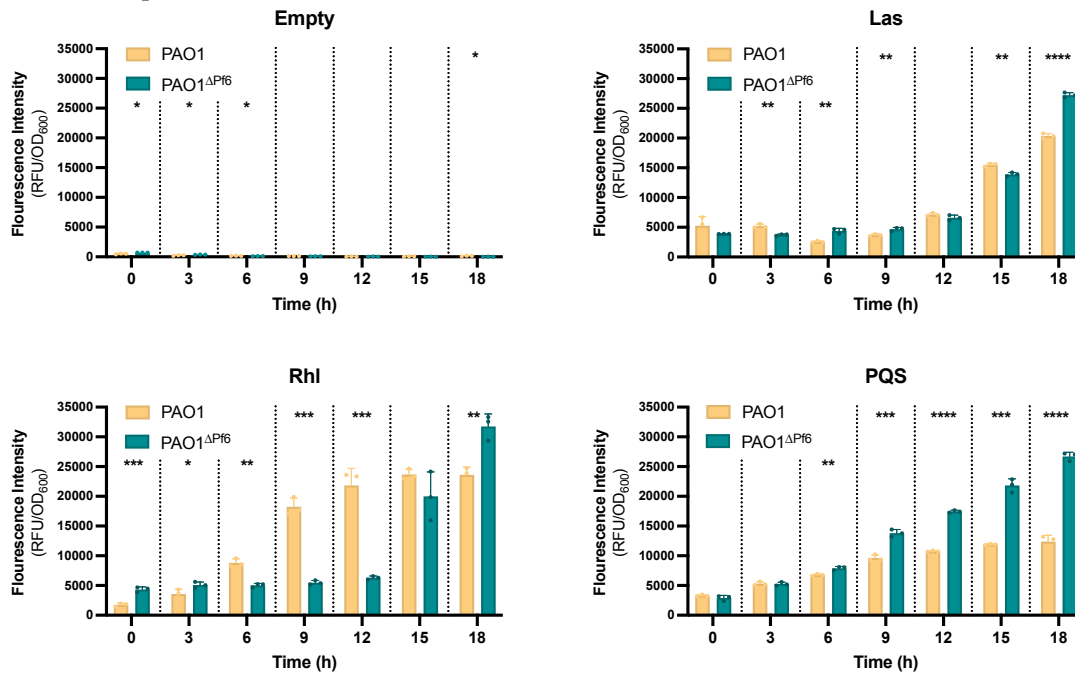 Empty
35000
30000
25000
20000
15000
10000
5000
0
Flourescence Intensity
(RFU/OD600)
PAO1
PAO1ΔPf6
* * * *
0 3 6 9 12 15 18
Time (h)
Las
35000
30000
25000
20000
15000
10000
5000
0
Flourescence Intensity
(RFU/OD600)
PAO1
PAO1ΔPf6
** ** ** ** ****
0 3 6 9 12 15 18
Time (h)
Rhl
35000
30000
25000
20000
15000
10000
5000
0
Flourescence Intensity
(RFU/OD600)
PAO1
PAO1ΔPf6
*** * ** *** *** **
0 3 6 9 12 15 18
Time (h)
PQS
35000
30000
25000
20000
15000
10000
5000
0
Flourescence Intensity
(RFU/OD600)
PAO1
PAO1ΔPf6
** *** **** *** ****
0 3 6 9 12 15 18
Time (h)